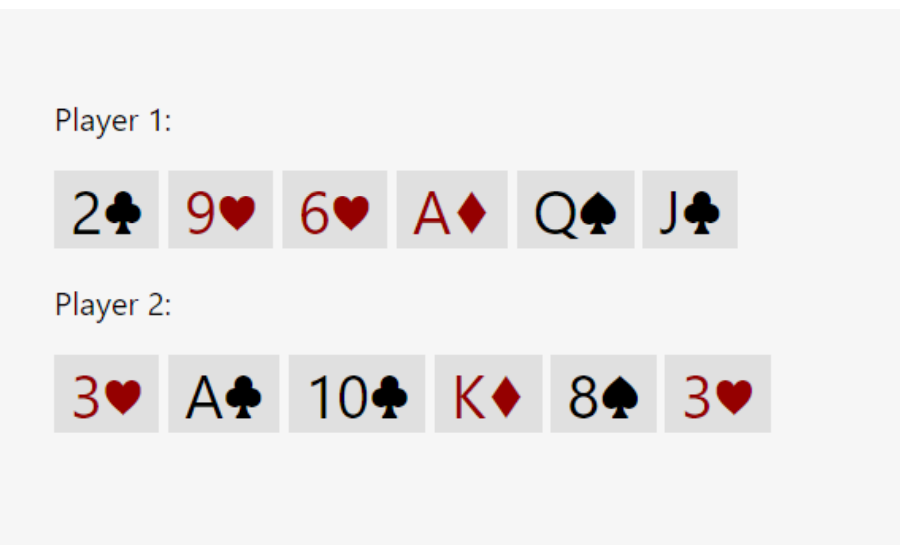 Player 1:
2♣ 9♥ 6♥ A♦ Q♠ J♣
Player 2:
3♥ A♣ 10♣ K♦ 8♠ 3♥